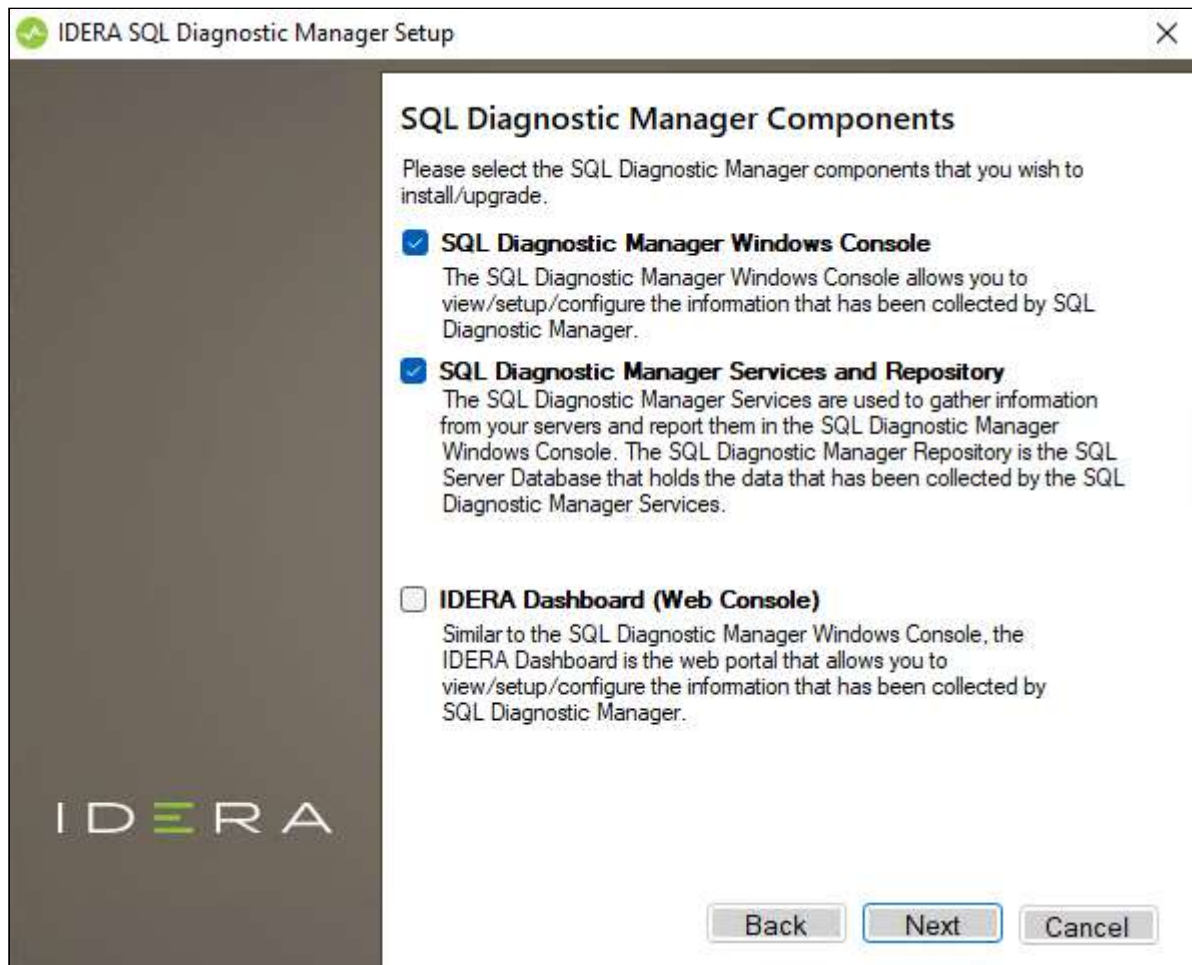 IDERA SQL Diagnostic Manager Setup
SQL Diagnostic Manager Components
Please select the SQL Diagnostic Manager components that you wish to
install/upgrade.
SQL Diagnostic Manager Windows Console
The SQL Diagnostic Manager Windows Console allows you to
view/setup/configure the information that has been collected by SQL
Diagnostic Manager.
SQL Diagnostic Manager Services and Repository
The SQL Diagnostic Manager Services are used to gather information
from your servers and report them in the SQL Diagnostic Manager
Windows Console. The SQL Diagnostic Manager Repository is the SQL
Server Database that holds the data that has been collected by the SQL
Diagnostic Manager Services.
IDERA Dashboard (Web Console)
Similar to the SQL Diagnostic Manager Windows Console, the
IDERA Dashboard is the web portal that allows you to
view/setup/configure the information that has been collected by
SQL Diagnostic Manager.
IDERA
Back Next Cancel